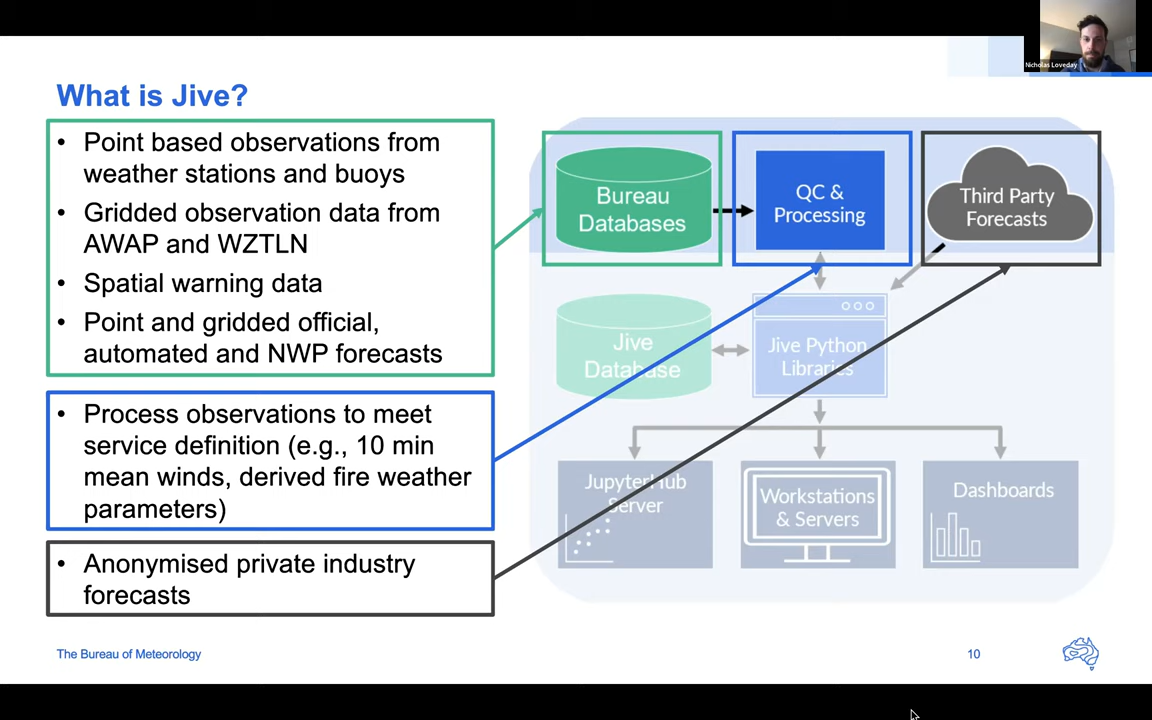 Nicholas Loveday
What is Jive?
• Point based observations from
weather stations and buoys
• Gridded observation data from
AWAP and WZTLN
• Spatial warning data
• Point and gridded official,
automated and NWP forecasts
• Process observations to meet
service definition (e.g., 10 min
mean winds, derived fire weather
parameters)
• Anonymised private industry
forecasts
Bureau
Databases
QC &
Processing
Third Party
Forecasts
Jive
Database
Jive Python
Libraries
JupyterHub
Server
Workstations
& Servers
Dashboards
The Bureau of Meteorology
10